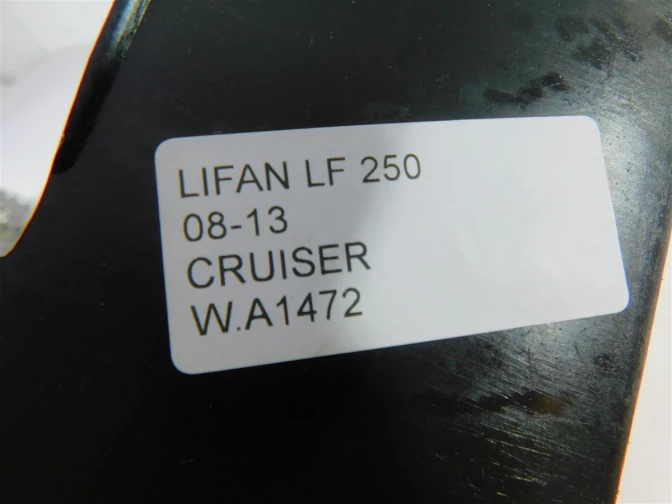 LIFAN LF 250
08-13
CRUISER
W.A1472